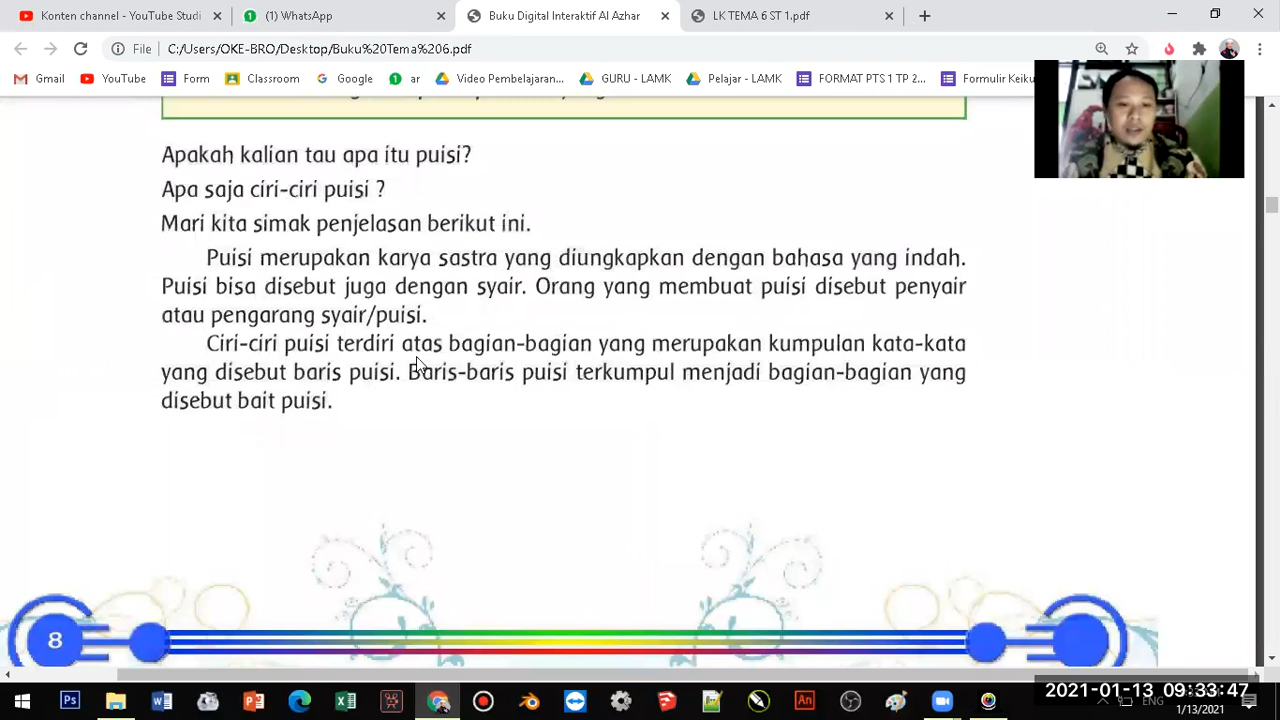 Konten channel - YouTube Studi
(1) WhatsApp
Buku Digital Interaktif Al Azhar
LK TEMA 6 ST 1.pdf
File
C:/Users/OKE-BRO/Desktop/Buku%20Tema%206.pdf
Gmail
YouTube
Form
Classroom
Google
ar
Video Pembelajaran...
GURU - LAMK
Pelajar - LAMK
FORMAT PTS 1 TP 2...
Formulir Keiku
Apakah kalian tau apa itu puisi?
Apa saja ciri-ciri puisi ?
Mari kita simak penjelasan berikut ini.
Puisi merupakan karya sastra yang diungkapkan dengan bahasa yang indah.
Puisi bisa disebut juga dengan syair. Orang yang membuat puisi disebut penyair
atau pengarang syair/puisi.
Ciri-ciri puisi terdiri atas bagian-bagian yang merupakan kumpulan kata-kata
yang disebut baris puisi. Baris-baris puisi terkumpul menjadi bagian-bagian yang
disebut bait puisi.
8
2021-01-13 09:33:47
ENG
1/13/2021